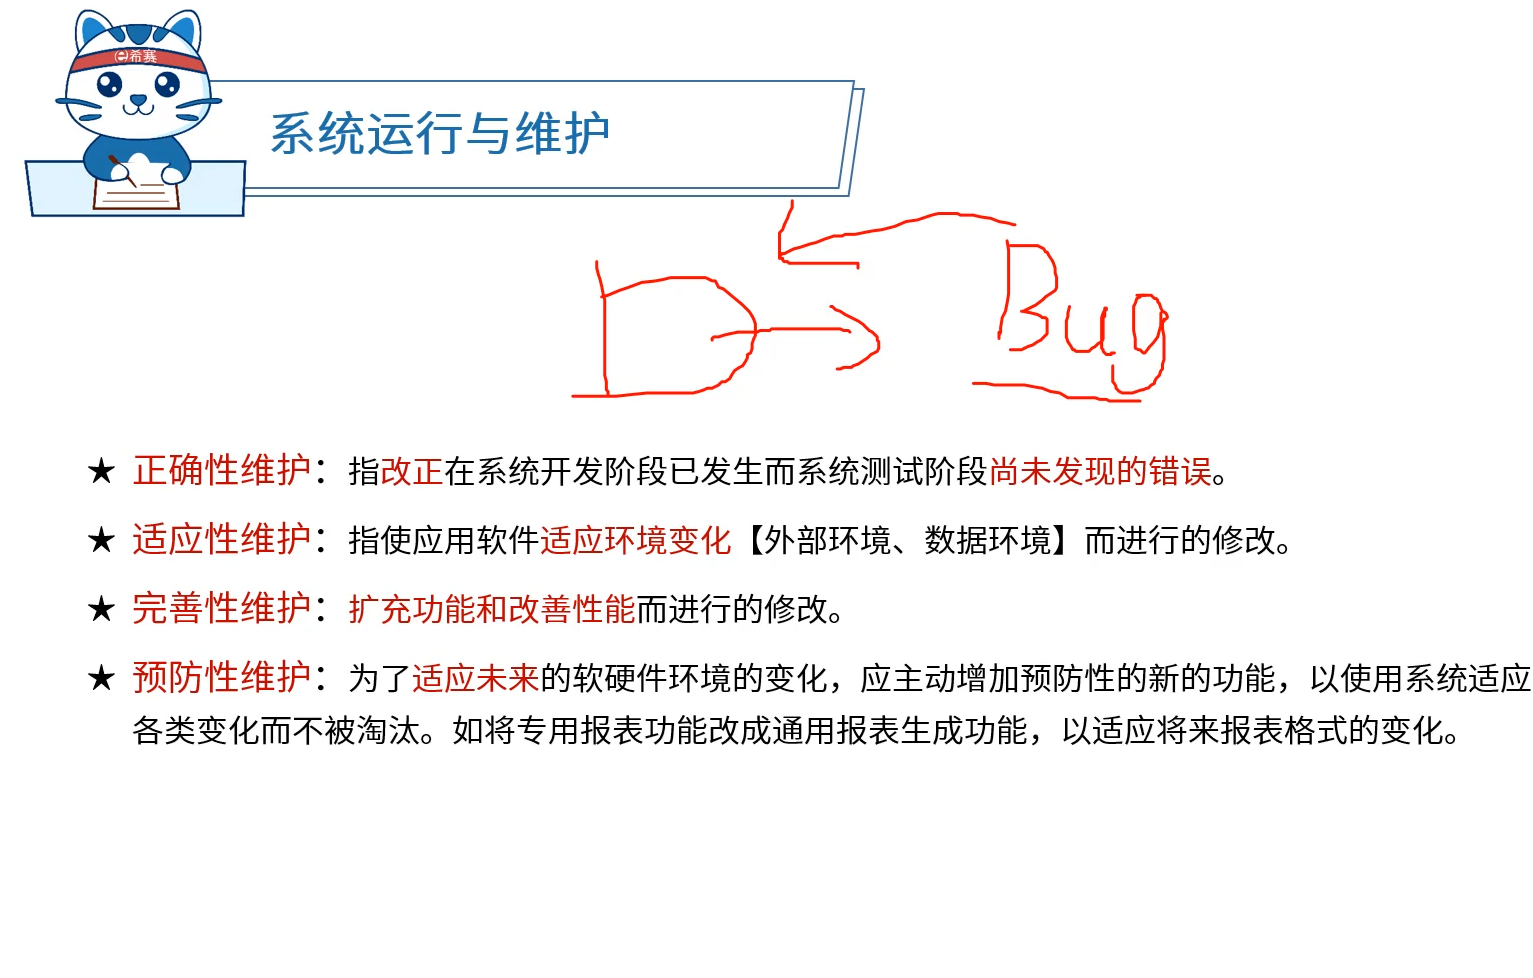 e希赛
系统运行与维护
D
Bug
★ 正确性维护：指改正在系统开发阶段已发生而系统测试阶段尚未发现的错误。
★ 适应性维护：指使应用软件适应环境变化【外部环境、数据环境】而进行的修改。
★ 完善性维护：扩充功能和改善性能而进行的修改。
★ 预防性维护：为了适应未来的软硬件环境的变化，应主动增加预防性的新的功能，以使用系统适应
各类变化而不被淘汰。如将专用报表功能改成通用报表生成功能，以适应将来报表格式的变化。